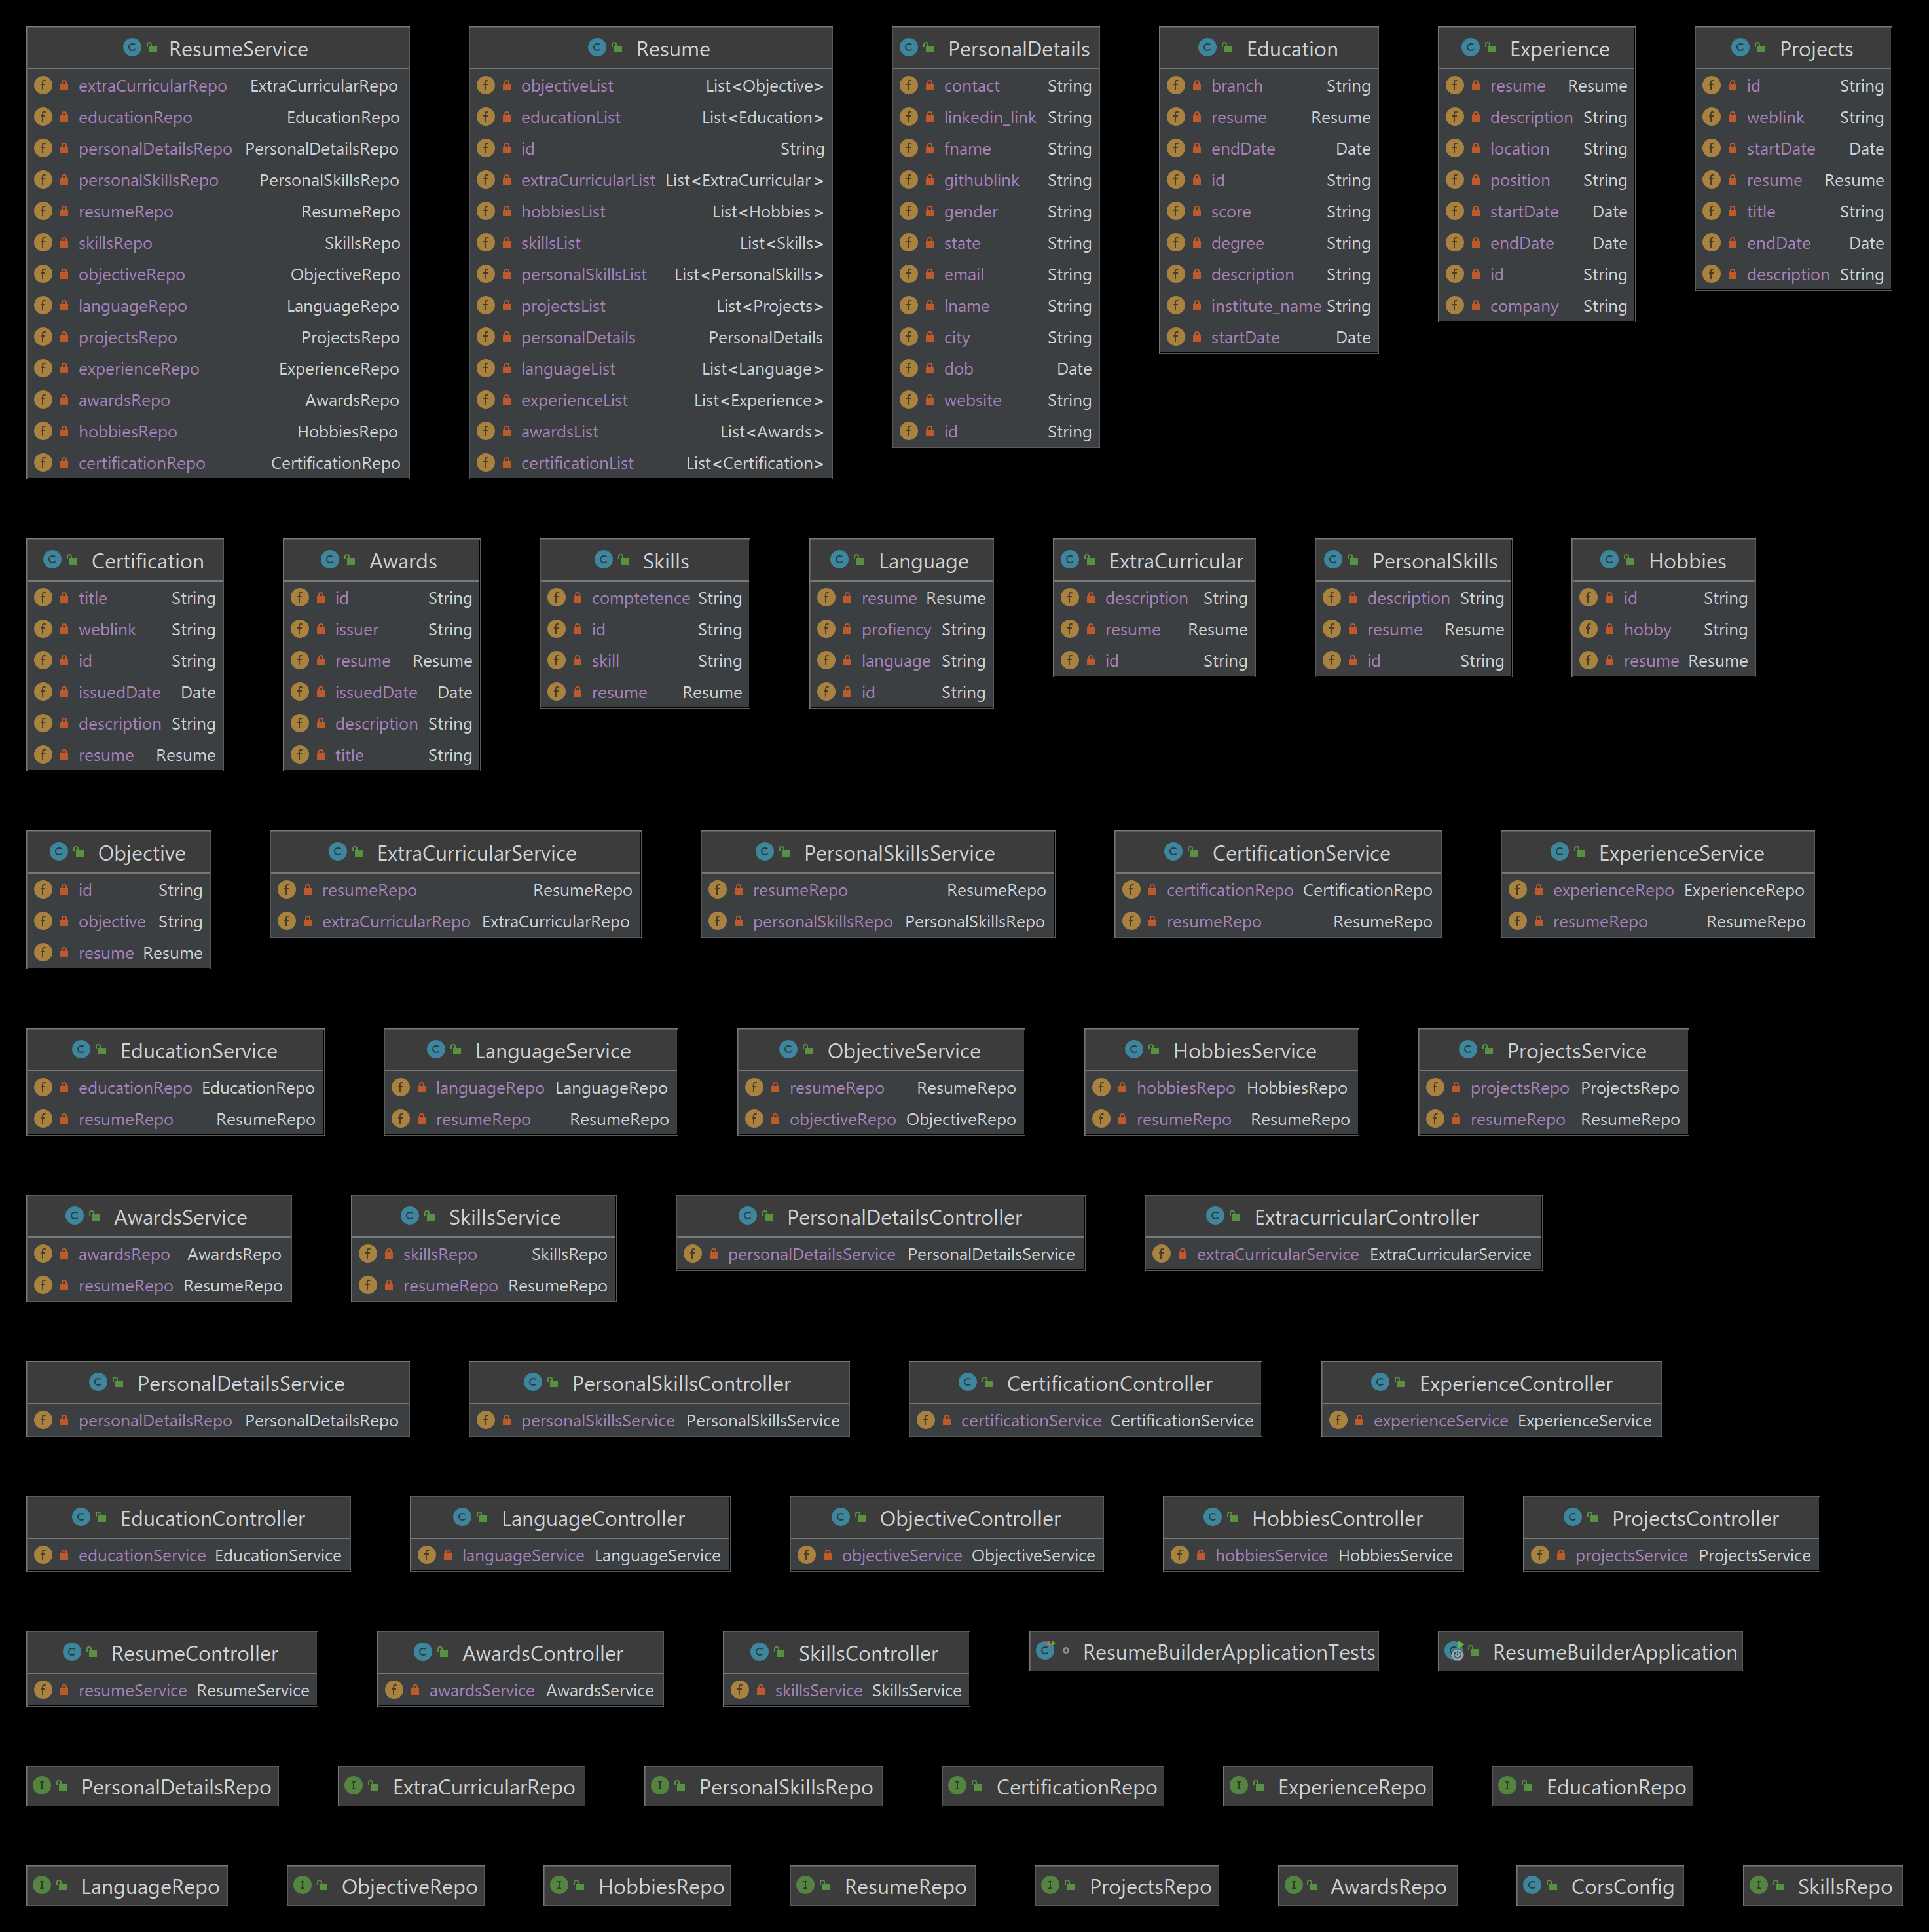 ResumeService
extraCurricularRepo ExtraCurricularRepo
educationRepo EducationRepo
personalDetailsRepo PersonalDetailsRepo
personalSkillsRepo PersonalSkillsRepo
resumeRepo ResumeRepo
skillsRepo SkillsRepo
objectiveRepo ObjectiveRepo
languageRepo LanguageRepo
projectsRepo ProjectsRepo
experienceRepo ExperienceRepo
awardsRepo AwardsRepo
hobbiesRepo HobbiesRepo
certificationRepo CertificationRepo
Resume
objectiveList List<Objective>
educationList List<Education>
id String
extraCurricularList List<ExtraCurricular>
hobbiesList List<Hobbies>
skillsList List<Skills>
personalSkillsList List<PersonalSkills>
projectsList List<Projects>
personalDetails PersonalDetails
languageList List<Language>
experienceList List<Experience>
awardsList List<Awards>
certificationList List<Certification>
PersonalDetails
contact String
linkedin_link String
fname String
githublink String
gender String
state String
email String
lname String
city String
dob Date
website String
id String
Education
branch String
resume Resume
endDate Date
id String
score String
degree String
description String
institute_name String
startDate Date
Experience
resume Resume
description String
location String
position String
startDate Date
endDate Date
id String
company String
Projects
id String
weblink String
startDate Date
resume Resume
title String
endDate Date
description String
Certification
title String
weblink String
id String
issuedDate Date
description String
resume Resume
Awards
id String
issuer String
resume Resume
issuedDate Date
description String
title String
Skills
comptetence String
id String
skill String
resume Resume
Language
resume Resume
profiency String
language String
id String
ExtraCurricular
description String
resume Resume
id String
PersonalSkills
description String
resume Resume
id String
Hobbies
id String
hobby String
resume Resume
Objective
id String
objective String
resume Resume
ExtraCurricularService
resumeRepo ResumeRepo
extraCurricularRepo ExtraCurricularRepo
PersonalSkillsService
resumeRepo ResumeRepo
personalSkillsRepo PersonalSkillsRepo
CertificationService
certificationRepo CertificationRepo
resumeRepo ResumeRepo
ExperienceService
experienceRepo ExperienceRepo
resumeRepo ResumeRepo
EducationService
educationRepo EducationRepo
resumeRepo ResumeRepo
LanguageService
languageRepo LanguageRepo
resumeRepo ResumeRepo
ObjectiveService
resumeRepo ResumeRepo
objectiveRepo ObjectiveRepo
HobbiesService
hobbiesRepo HobbiesRepo
resumeRepo ResumeRepo
ProjectsService
projectsRepo ProjectsRepo
resumeRepo ResumeRepo
AwardsService
awardsRepo AwardsRepo
resumeRepo ResumeRepo
SkillsService
skillsRepo SkillsRepo
resumeRepo ResumeRepo
PersonalDetailsController
personalDetailsService PersonalDetailsService
ExtracurricularController
extraCurricularService ExtraCurricularService
PersonalDetailsService
personalDetailsRepo PersonalDetailsRepo
PersonalSkillsController
personalSkillsService PersonalSkillsService
CertificationController
certificationService CertificationService
ExperienceController
experienceService ExperienceService
EducationController
educationService EducationService
LanguageController
languageService LanguageService
ObjectiveController
objectiveService ObjectiveService
HobbiesController
hobbiesService HobbiesService
ProjectsController
projectsService ProjectsService
ResumeController
resumeService ResumeService
AwardsController
awardsService AwardsService
SkillsController
skillsService SkillsService
ResumeBuilderApplicationTests
ResumeBuilderApplication
PersonalDetailsRepo
ExtraCurricularRepo
PersonalSkillsRepo
CertificationRepo
ExperienceRepo
EducationRepo
LanguageRepo
ObjectiveRepo
HobbiesRepo
ResumeRepo
ProjectsRepo
AwardsRepo
CorsConfig
SkillsRepo